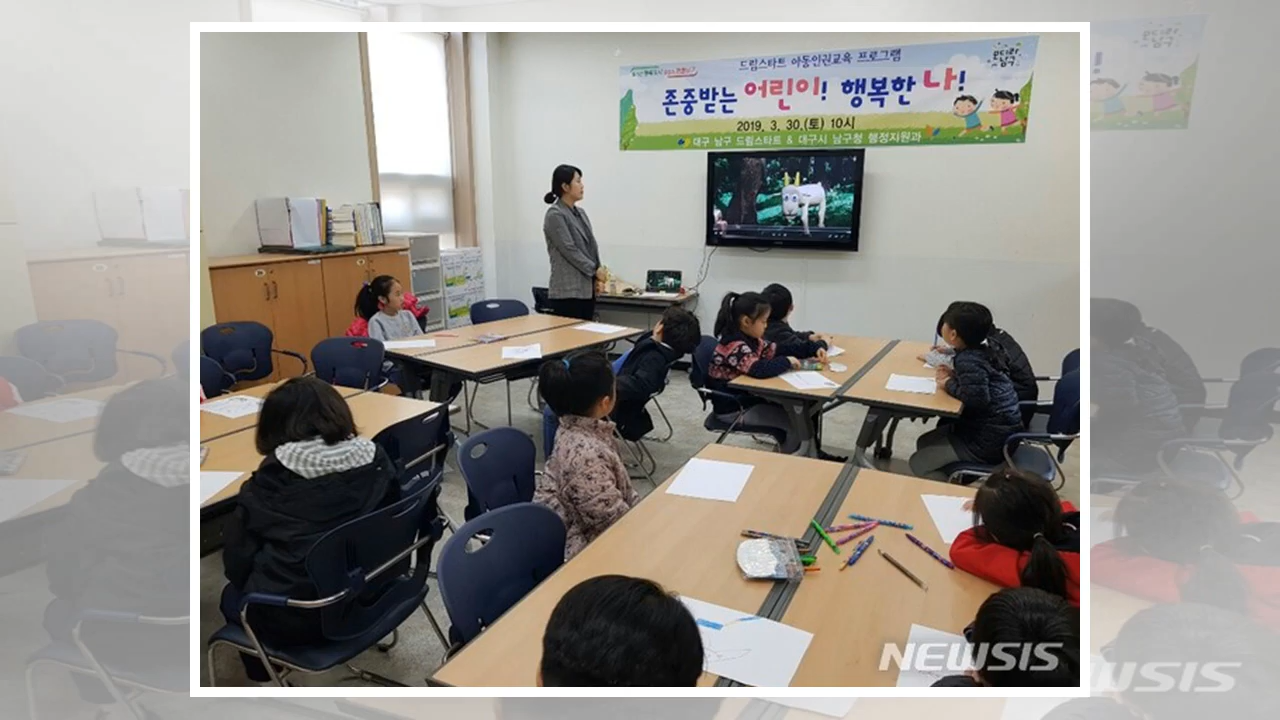 드림스타트 아동인권교육 프로그램
존중받는 어린이! 행복한 나!
2019. 3. 30.(토) 10시
대구 남구 드림스타트 & 대구시 남구청 행정지원과
NEWSIS